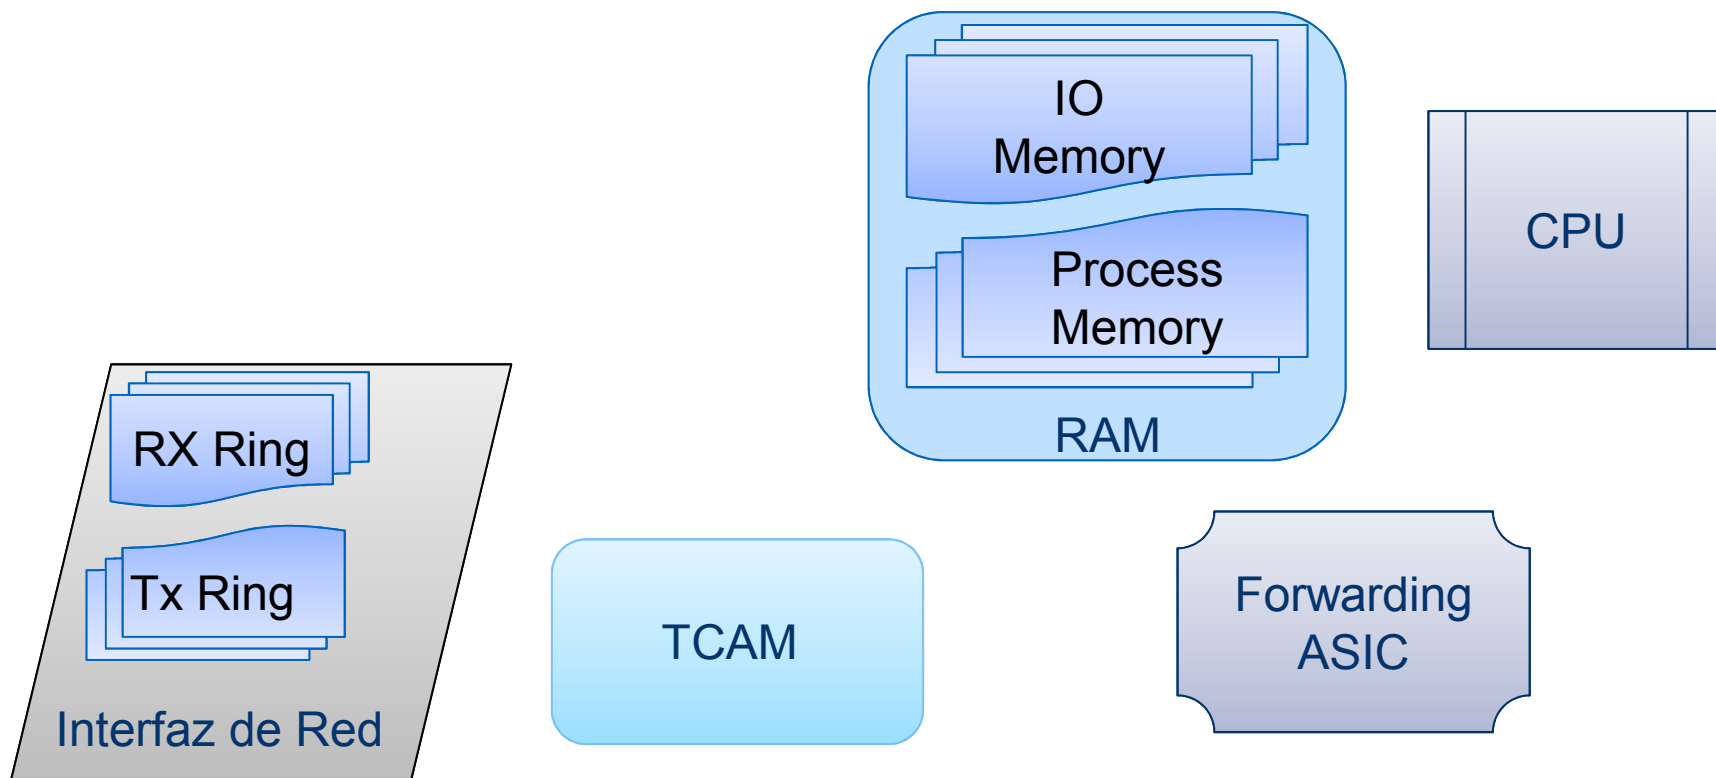 IO
Memory
Process
Memory
RAM
CPU
RX Ring
Tx Ring
Interfaz de Red
TCAM
Forwarding
ASIC